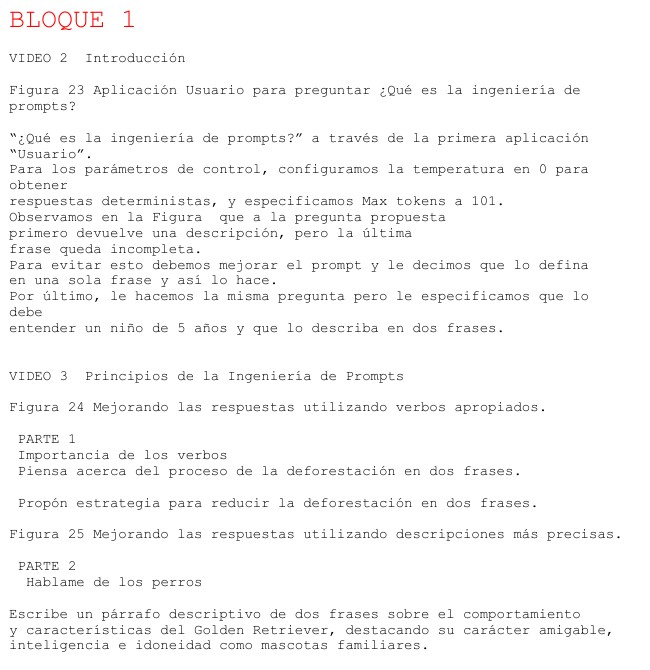 BLOQUE 1
VIDEO 2  Introducción
Figura 23 Aplicación Usuario para preguntar ¿Qué es la ingeniería de
prompts?
“¿Qué es la ingeniería de prompts?” a través de la primera aplicación
“Usuario”.
Para los parámetros de control, configuramos la temperatura en 0 para
obtener
respuestas deterministas, y especificamos Max tokens a 101.
Observamos en la Figura  que a la pregunta propuesta
primero devuelve una descripción, pero la última
frase queda incompleta.
Para evitar esto debemos mejorar el prompt y le decimos que lo defina
en una sola frase y así lo hace.
Por último, le hacemos la misma pregunta pero le especificamos que lo
debe
entender un niño de 5 años y que lo describa en dos frases.
VIDEO 3  Principios de la Ingeniería de Prompts
Figura 24 Mejorando las respuestas utilizando verbos apropiados.
PARTE 1
Importancia de los verbos
Piensa acerca del proceso de la deforestación en dos frases.
Propón estrategia para reducir la deforestación en dos frases.
Figura 25 Mejorando las respuestas utilizando descripciones más precisas.
PARTE 2
Hablame de los perros
Escribe un párrafo descriptivo de dos frases sobre el comportamiento
y características del Golden Retriever, destacando su carácter amigable,
inteligencia e idoneidad como mascotas familiares.